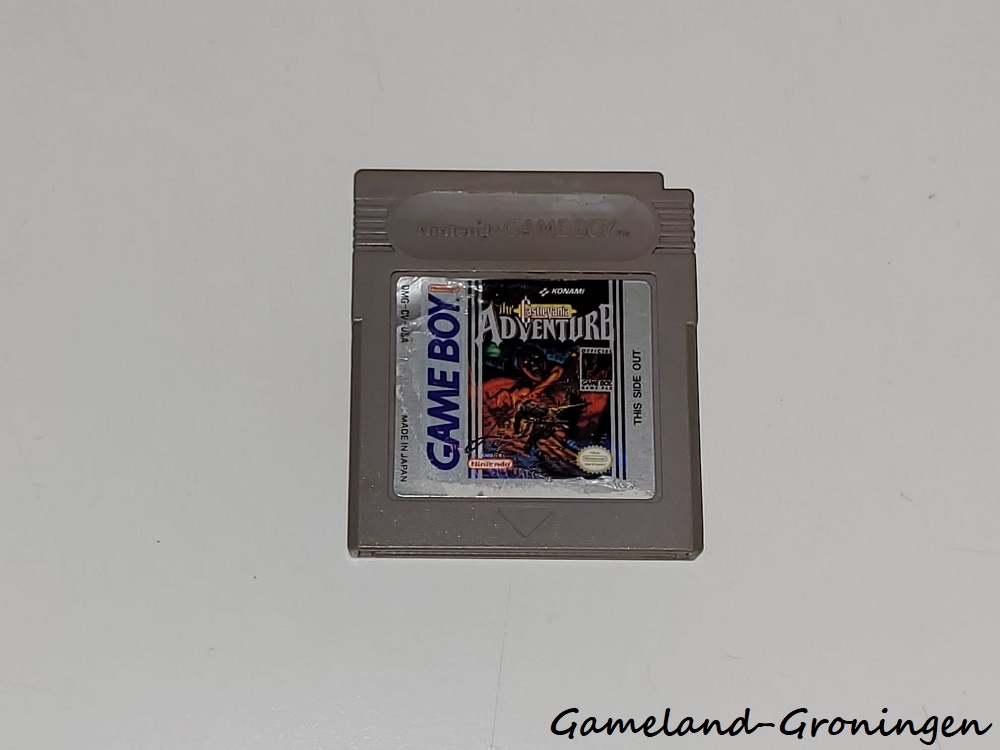 Nintendo GAME BOY TM
DMG-CV-USA
MADE IN JAPAN
GAME BOY
KONAMI
The Castlevania
ADVENTURE
OFFICIAL
GAME BOY
Nintendo
THIS SIDE OUT
Gameland-Groningen